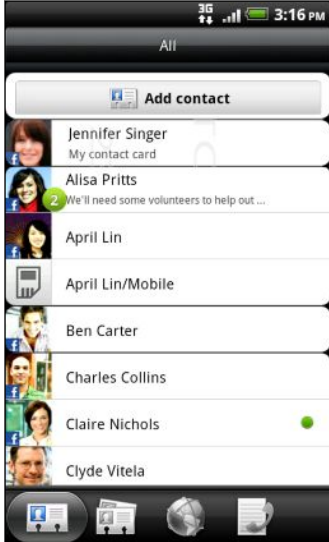 3G
3:16 PM
All
Add contact
Jennifer Singer
My contact card
Alisa Pritts
2
We'll need some volunteers to help out ...
April Lin
April Lin/Mobile
Ben Carter
Charles Collins
Claire Nichols
Clyde Vitela